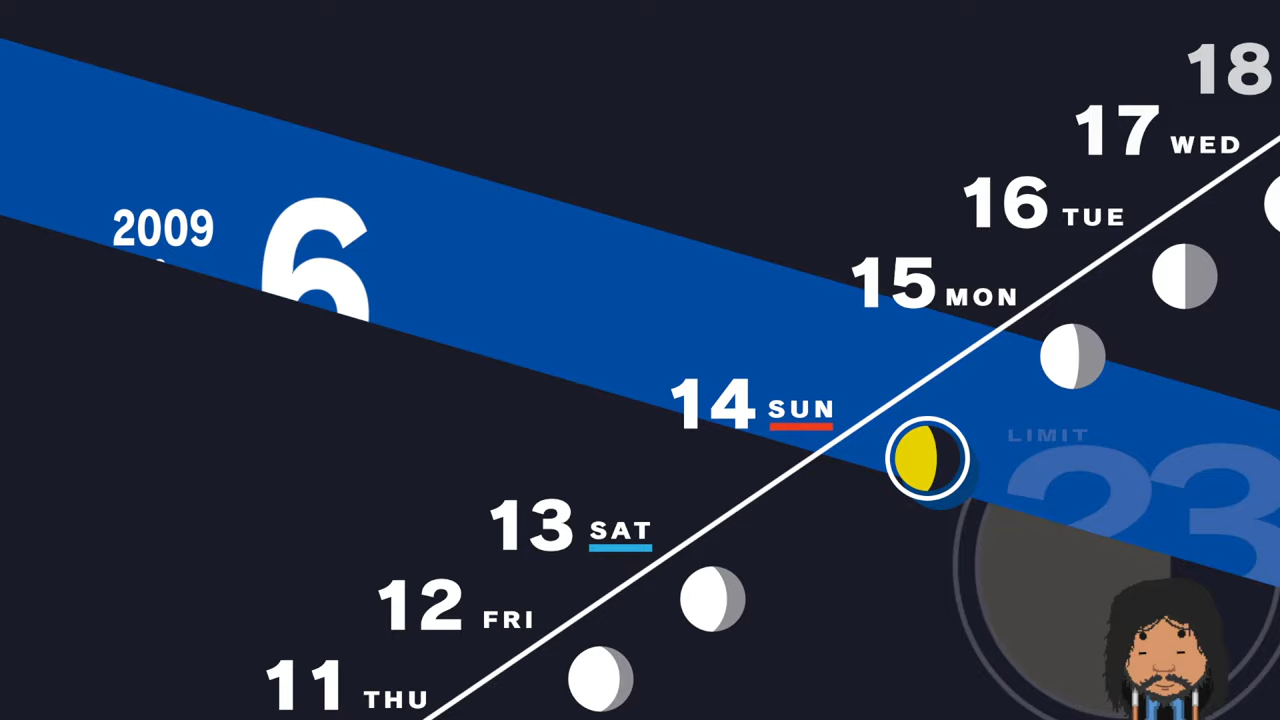 18
17 WED
16 TUE
2009
6
15 MON
14 SUN
LIMIT
23
13 SAT
12 FRI
11 THU